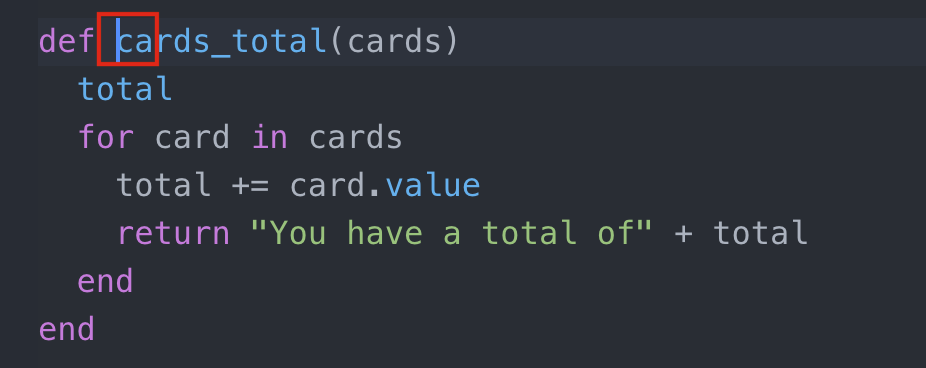 def cards_total(cards)
  total
  for card in cards
    total += card.value
    return "You have a total of" + total
  end
end